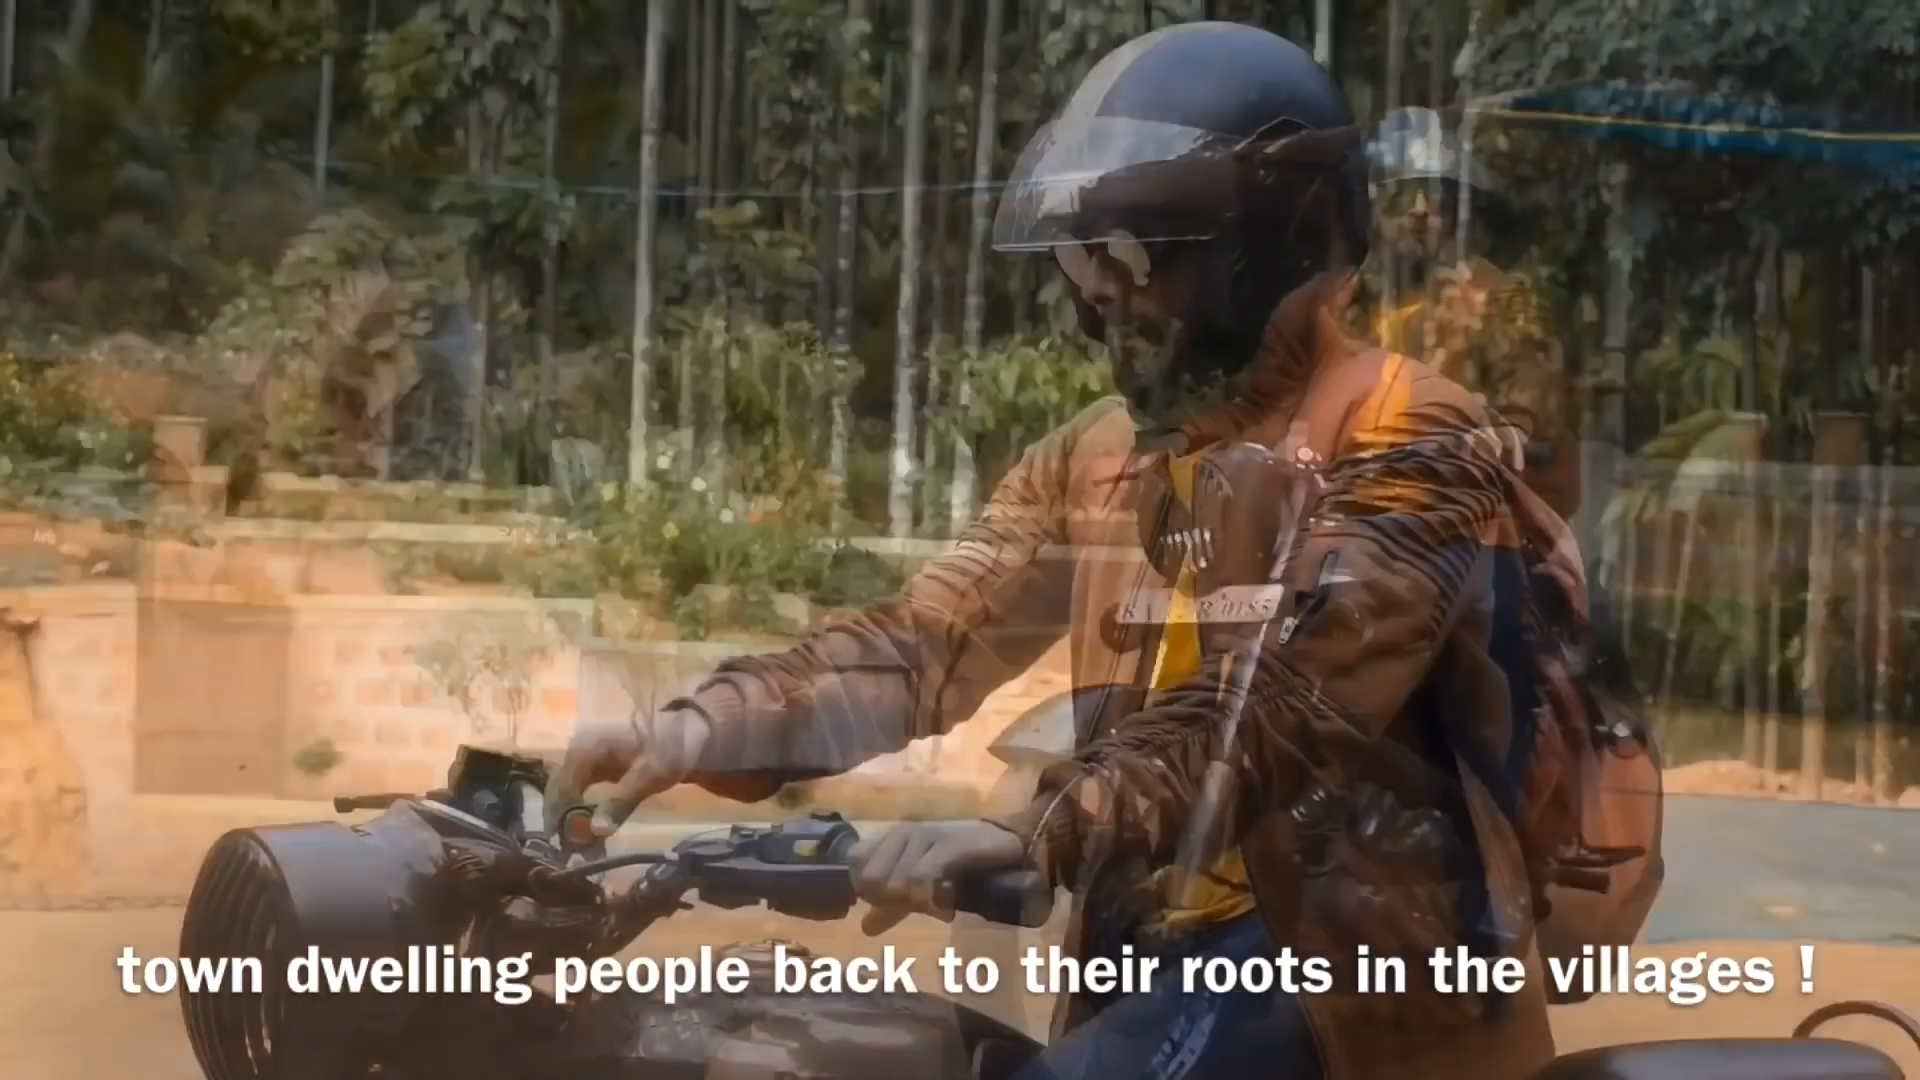 town dwelling people back to their roots in the villages !